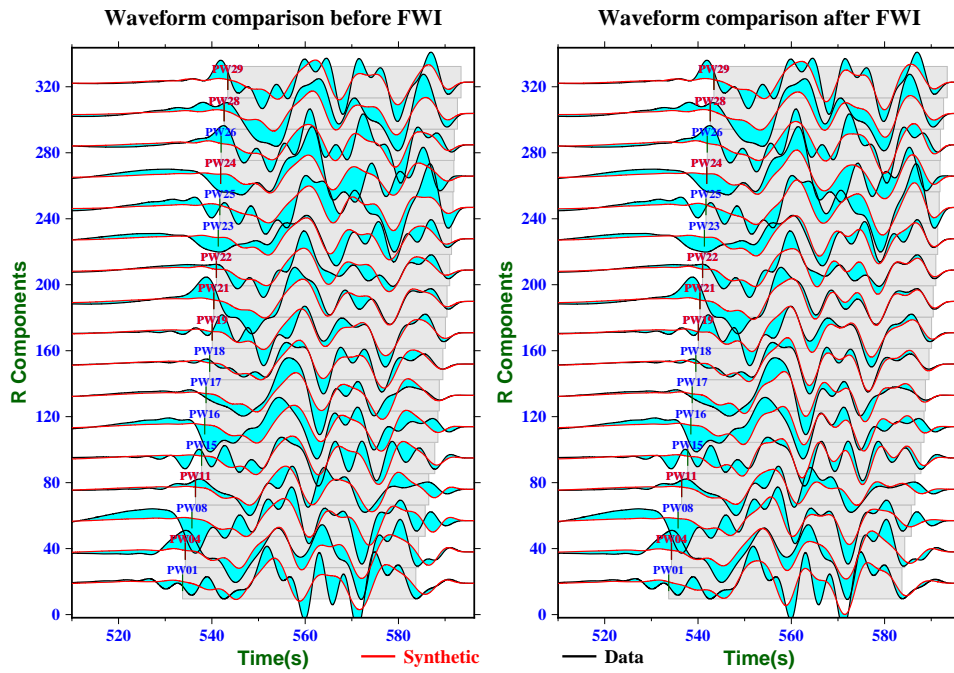 Waveform comparison before FWI
Waveform comparison after FWI
R Components
320
280
240
200
160
120
80
40
0
PW29
PW28
PW26
PW24
PW25
PW23
PW22
PW21
PW19
PW18
PW17
PW16
PW15
PW11
PW08
PW04
PW01
520
540
560
580
Time(s)
Synthetic
R Components
320
280
240
200
160
120
80
40
0
PW29
PW28
PW26
PW24
PW25
PW23
PW22
PW21
PW19
PW18
PW17
PW16
PW15
PW11
PW08
PW04
PW01
520
540
560
580
Data
Time(s)